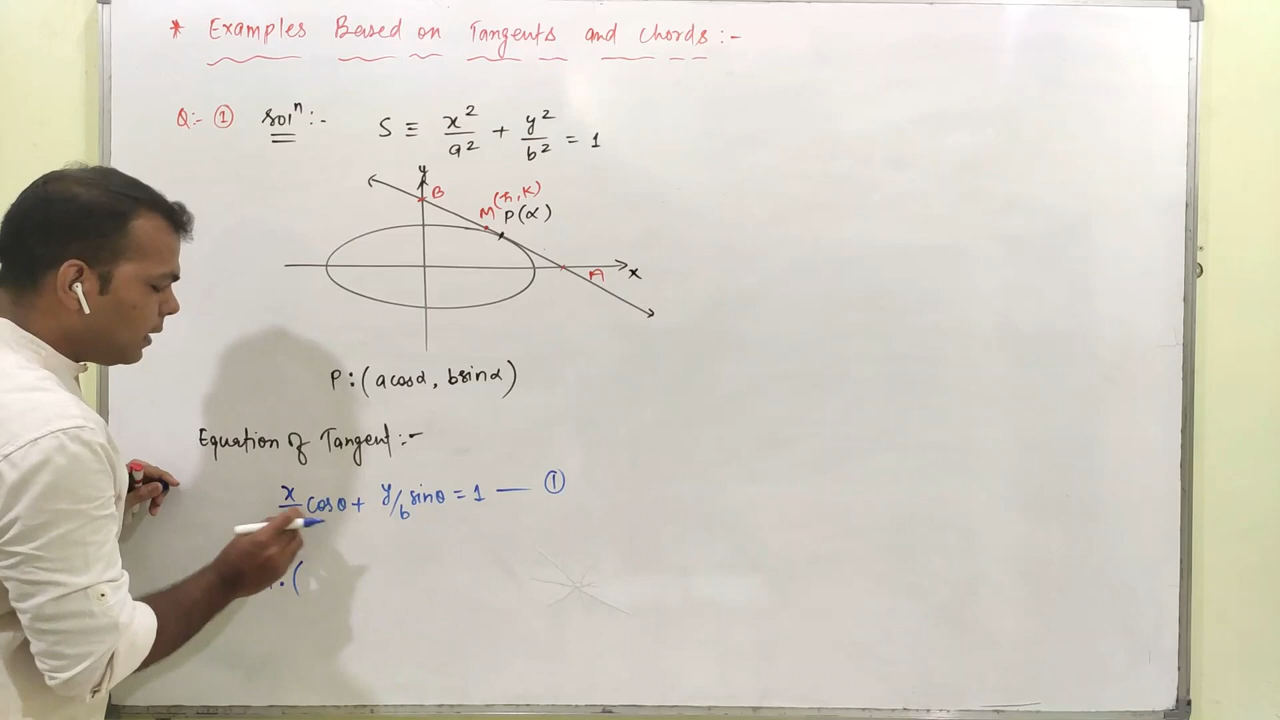 * Examples Based on Tangents and chords :-
Q:- ① solⁿ :- S ≡ x²/a² + y²/b² = 1
y
B
M (h, k)
P(α)
A
x
P : (a cosα, b sinα)
Equation of Tangent :-
x/ cosθ + y/b sinθ = 1 — ①
: (